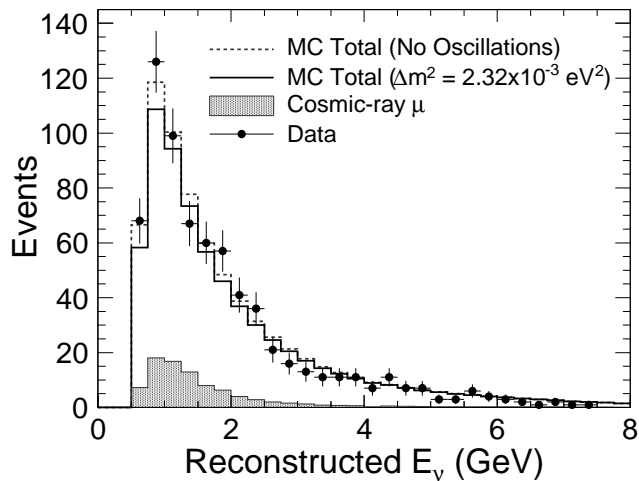 140
120
100
80
60
40
20
0
Events
MC Total (No Oscillations)
MC Total (Δm² = 2.32x10⁻³ eV²)
Cosmic-ray μ
Data
0 2 4 6 8
Reconstructed Eᵥ (GeV)